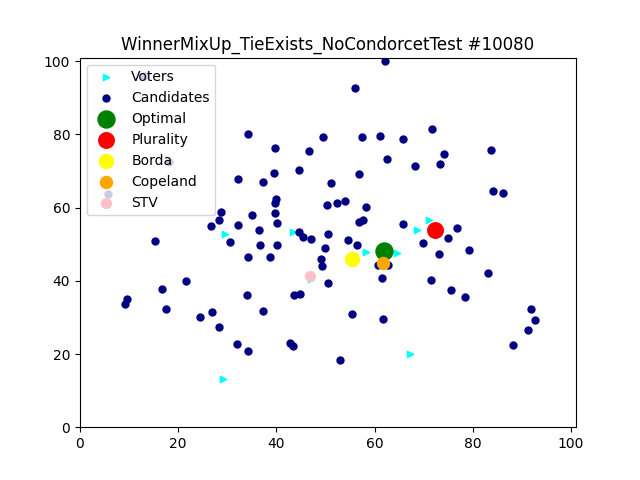 WinnerMixUp_TieExists_NoCondorcetTest #10080
100
80
60
40
20
0
Voters
Candidates
Optimal
Plurality
Borda
Copeland
STV
0 20 40 60 80 100